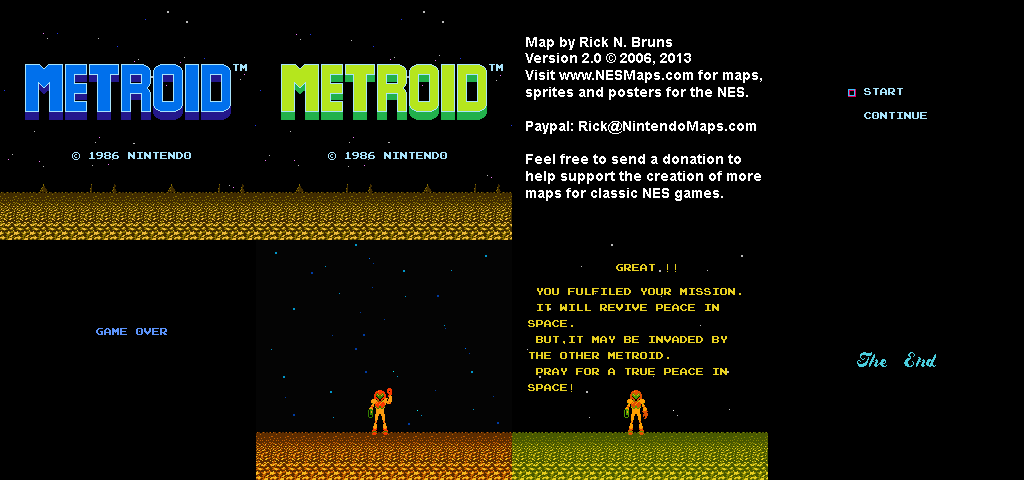 METROID™
© 1986 NINTENDO
METROID™
© 1986 NINTENDO
Map by Rick N. Bruns
Version 2.0 © 2006, 2013
Visit www.NESMaps.com for maps,
sprites and posters for the NES.
Paypal: Rick@NintendoMaps.com
Feel free to send a donation to
help support the creation of more
maps for classic NES games.
START
CONTINUE
GAME OVER
GREAT !!
YOU FULFILED YOUR MISSION.
IT WILL REVIVE PEACE IN
SPACE.
BUT,IT MAY BE INVADED BY
THE OTHER METROID.
PRAY FOR A TRUE PEACE IN
SPACE!
The End